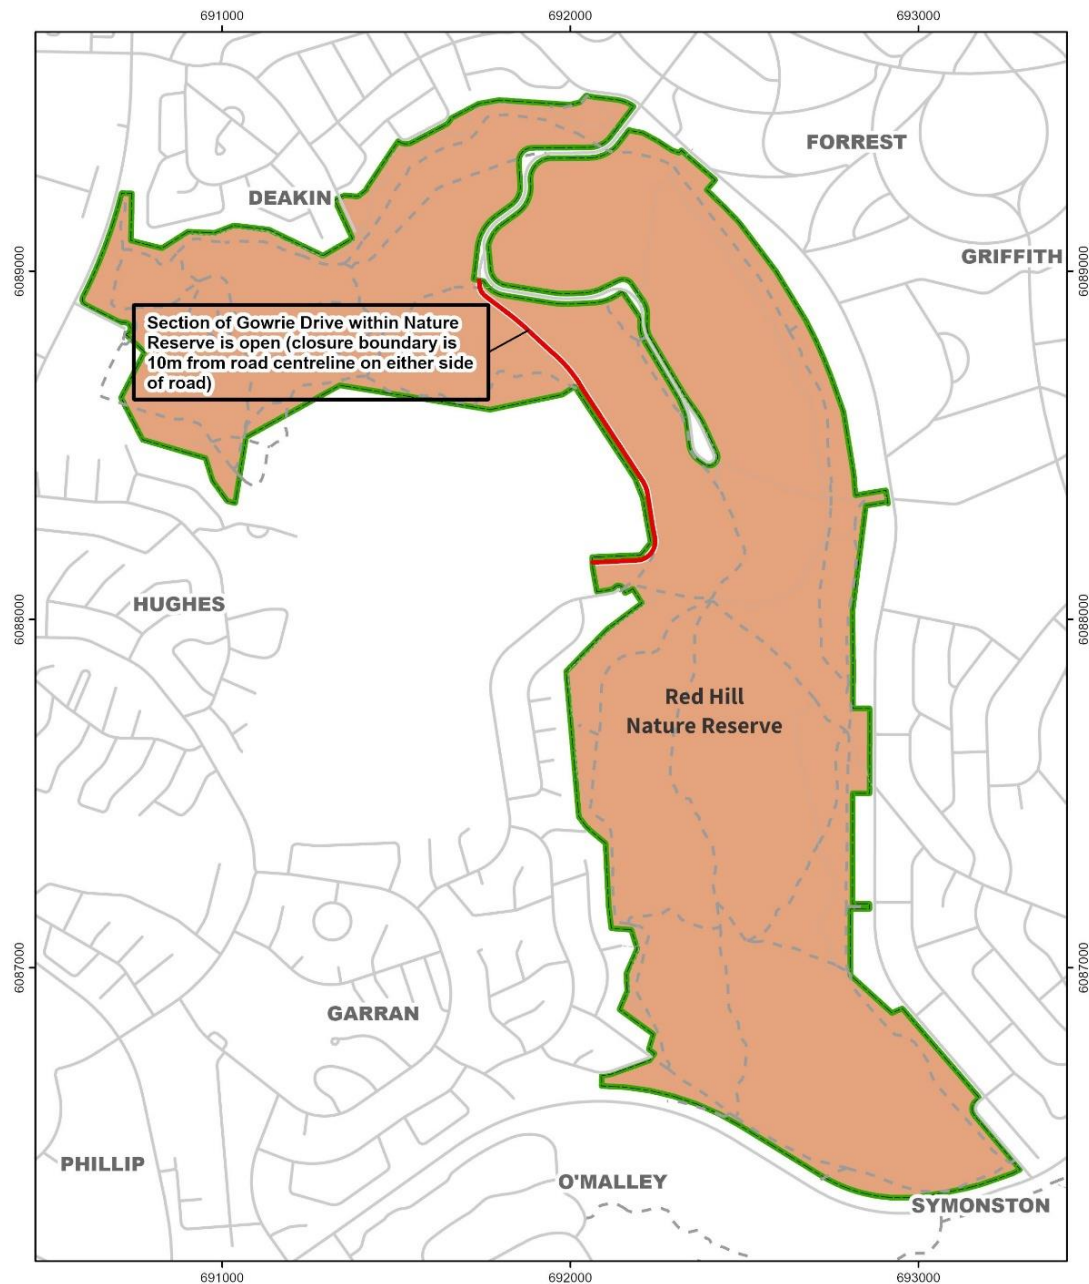 691000
692000
693000
FORREST
DEAKIN
GRIFFITH
6089000
6089000
Section of Gowrie Drive within Nature
Reserve is open (closure boundary is
10m from road centreline on either side
of road)
HUGHES
6088000
6088000
Red Hill
Nature Reserve
6087000
6087000
GARRAN
PHILLIP
O'MALLEY
SYMONSTON
691000
692000
693000